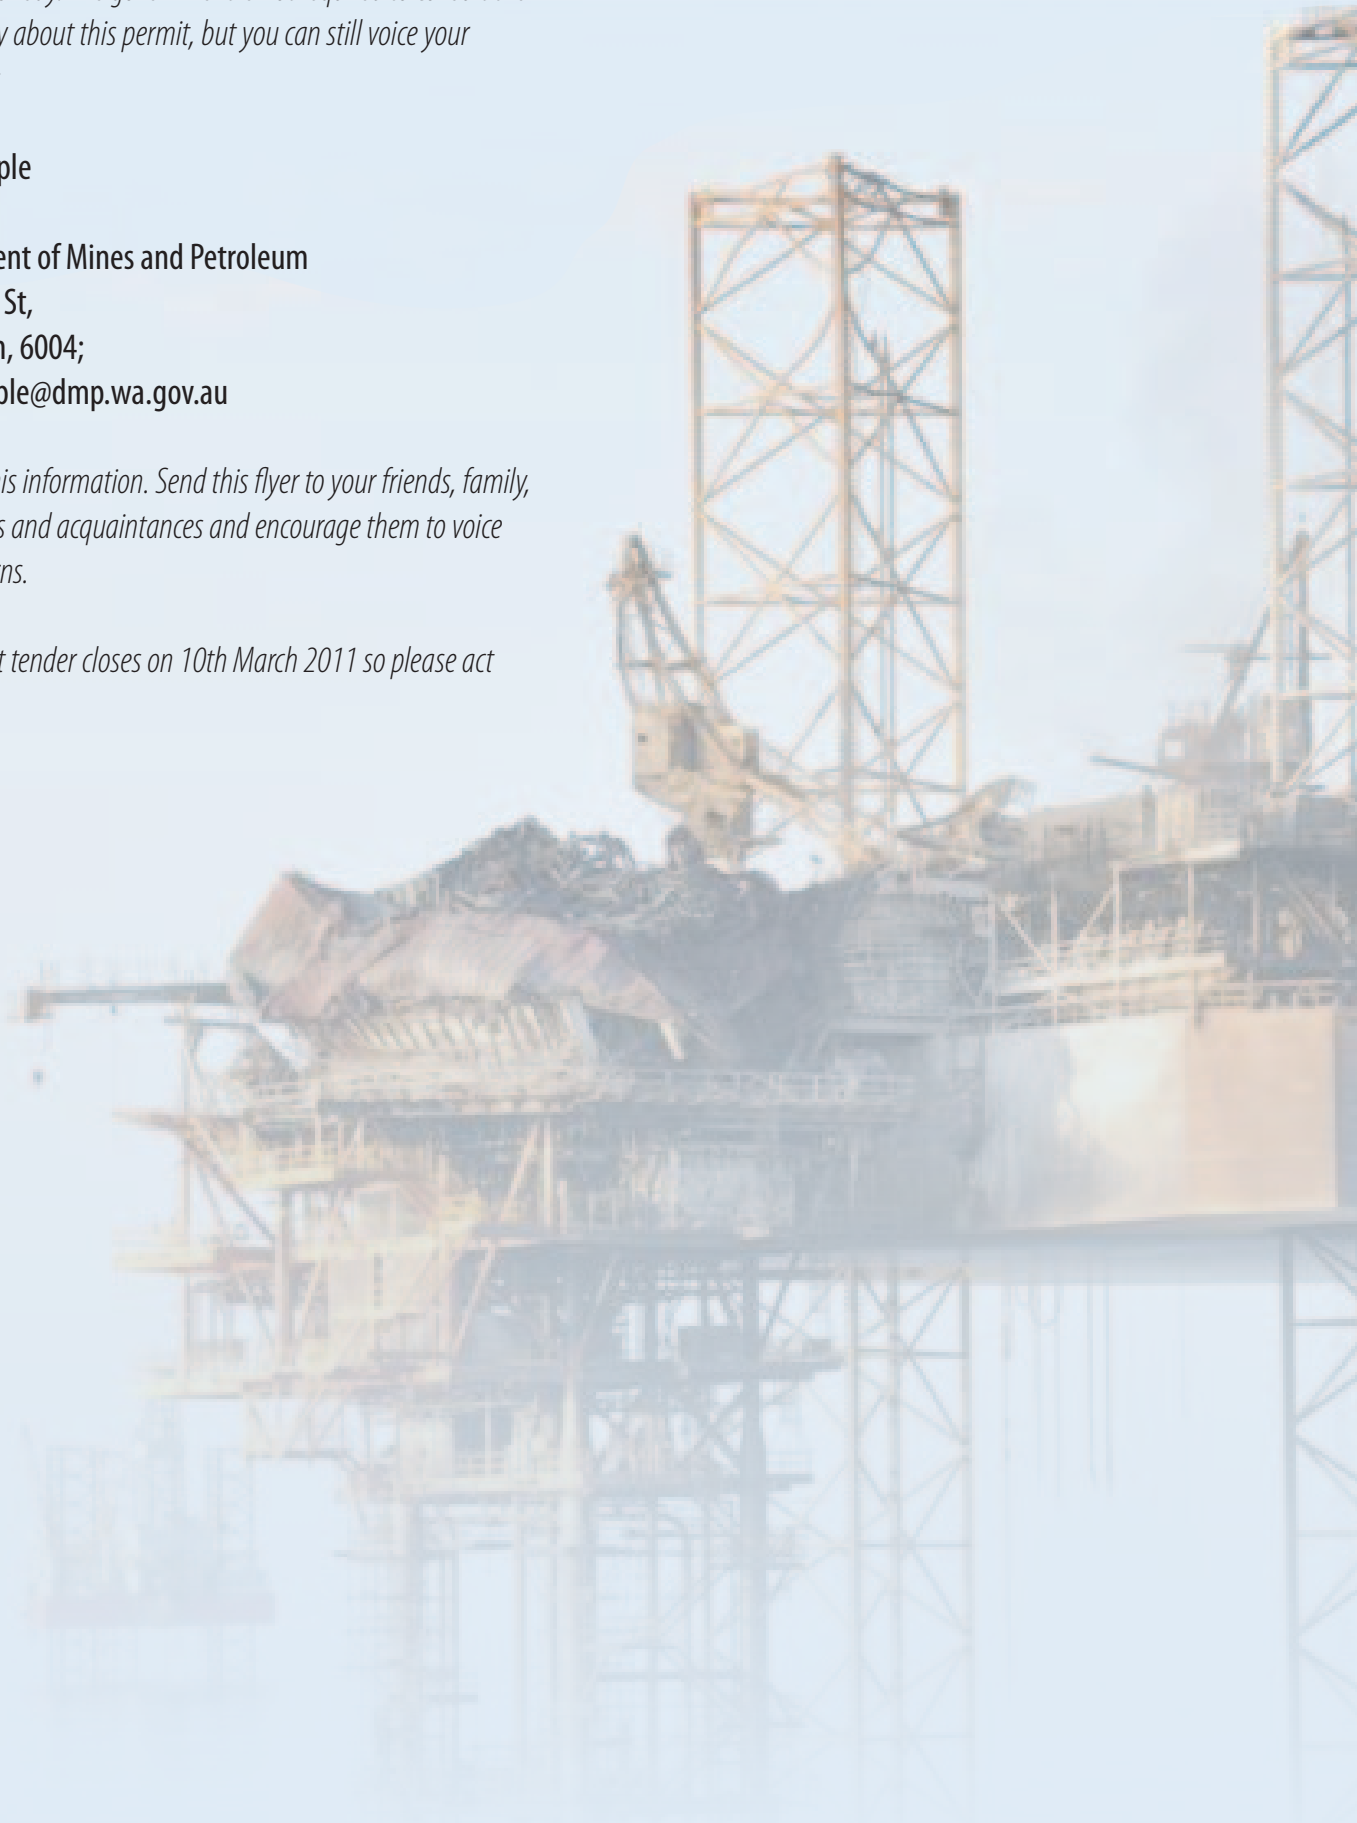 about this permit, but you can still voice your
ple
ent of Mines and Petroleum
St,
n, 6004;
ple@dmp.wa.gov.au
is information. Send this flyer to your friends, family,
s and acquaintances and encourage them to voice
ns.
t tender closes on 10th March 2011 so please act